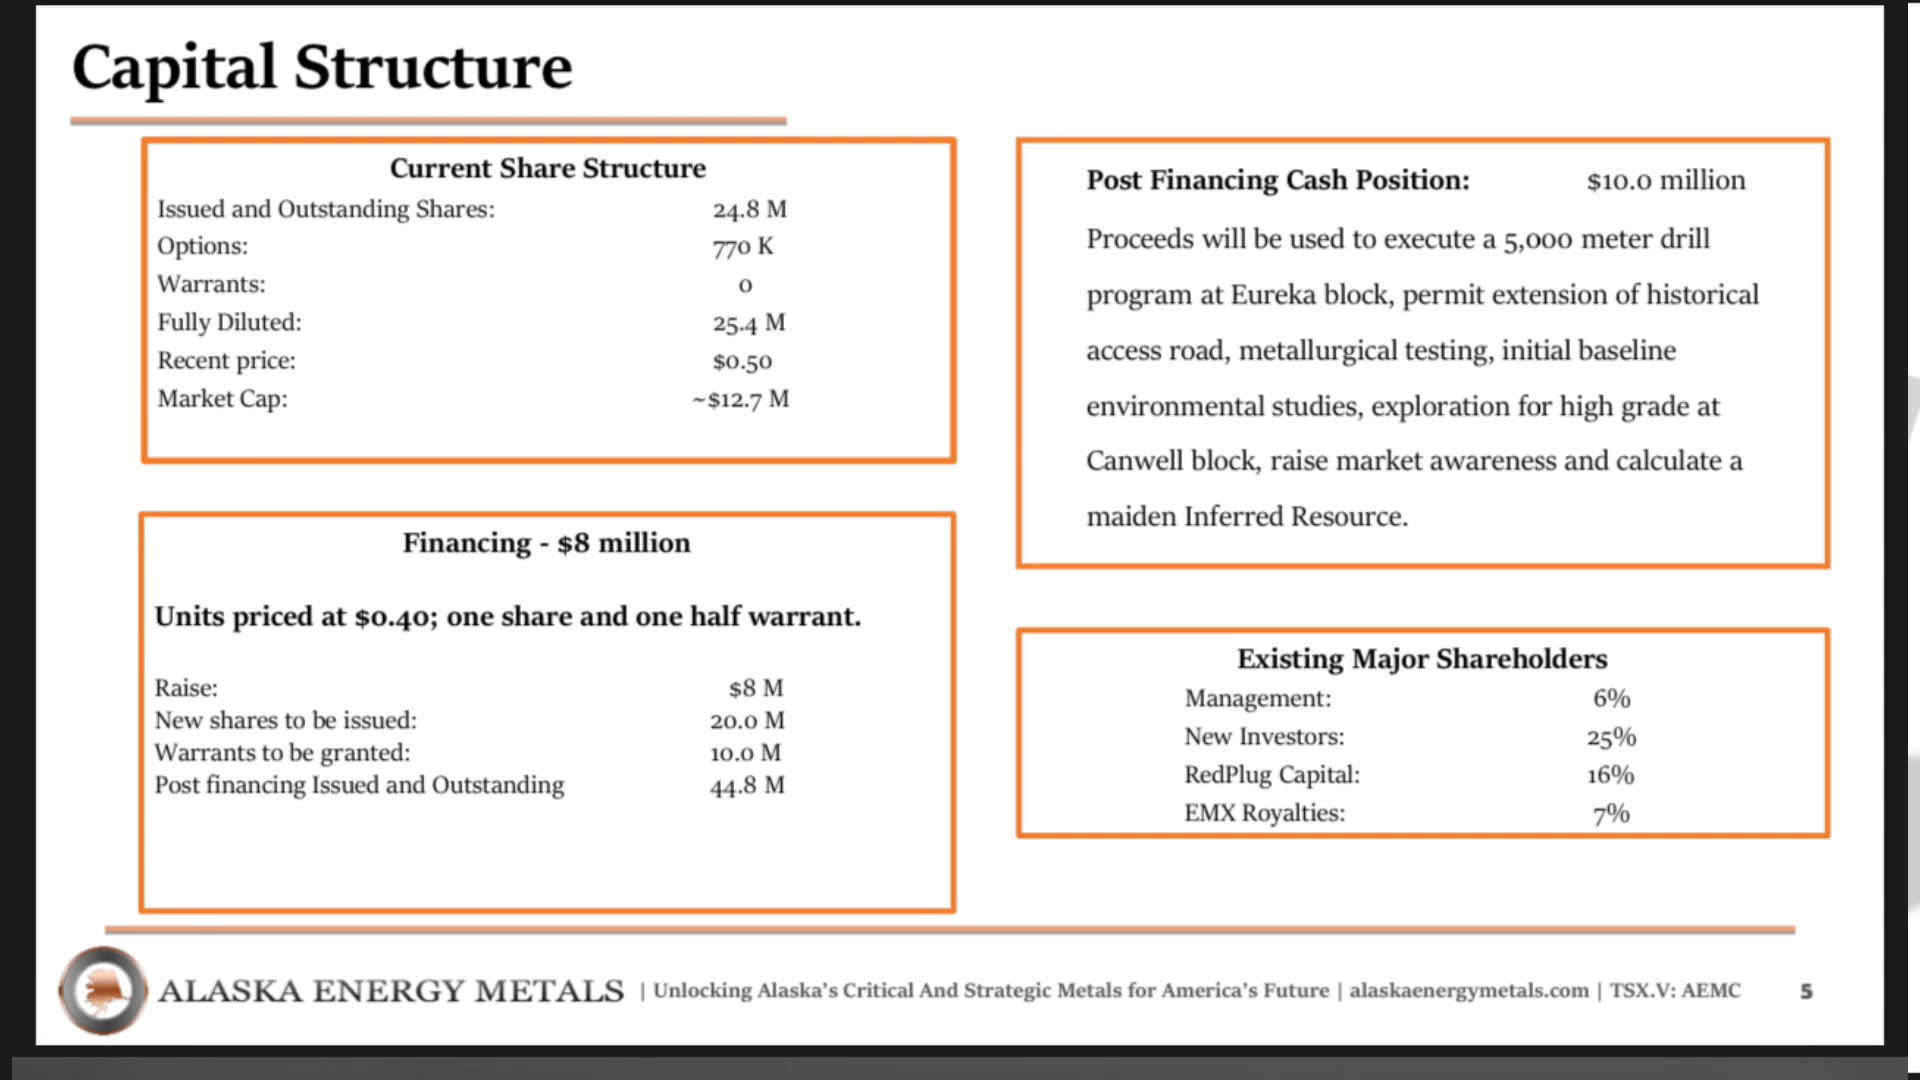 Capital Structure
Current Share Structure
Issued and Outstanding Shares: 24.8 M
Options: 770 K
Warrants: 0
Fully Diluted: 25.4 M
Recent price: $0.50
Market Cap: ~$12.7 M
Financing - $8 million
Units priced at $0.40; one share and one half warrant.
Raise: $8 M
New shares to be issued: 20.0 M
Warrants to be granted: 10.0 M
Post financing Issued and Outstanding 44.8 M
Post Financing Cash Position: $10.0 million
Proceeds will be used to execute a 5,000 meter drill
program at Eureka block, permit extension of historical
access road, metallurgical testing, initial baseline
environmental studies, exploration for high grade at
Canwell block, raise market awareness and calculate a
maiden Inferred Resource.
Existing Major Shareholders
Management: 6%
New Investors: 25%
RedPlug Capital: 16%
EMX Royalties: 7%
ALASKA ENERGY METALS | Unlocking Alaska's Critical And Strategic Metals for America's Future | alaskaenergymetals.com | TSX.V: AEMC 5